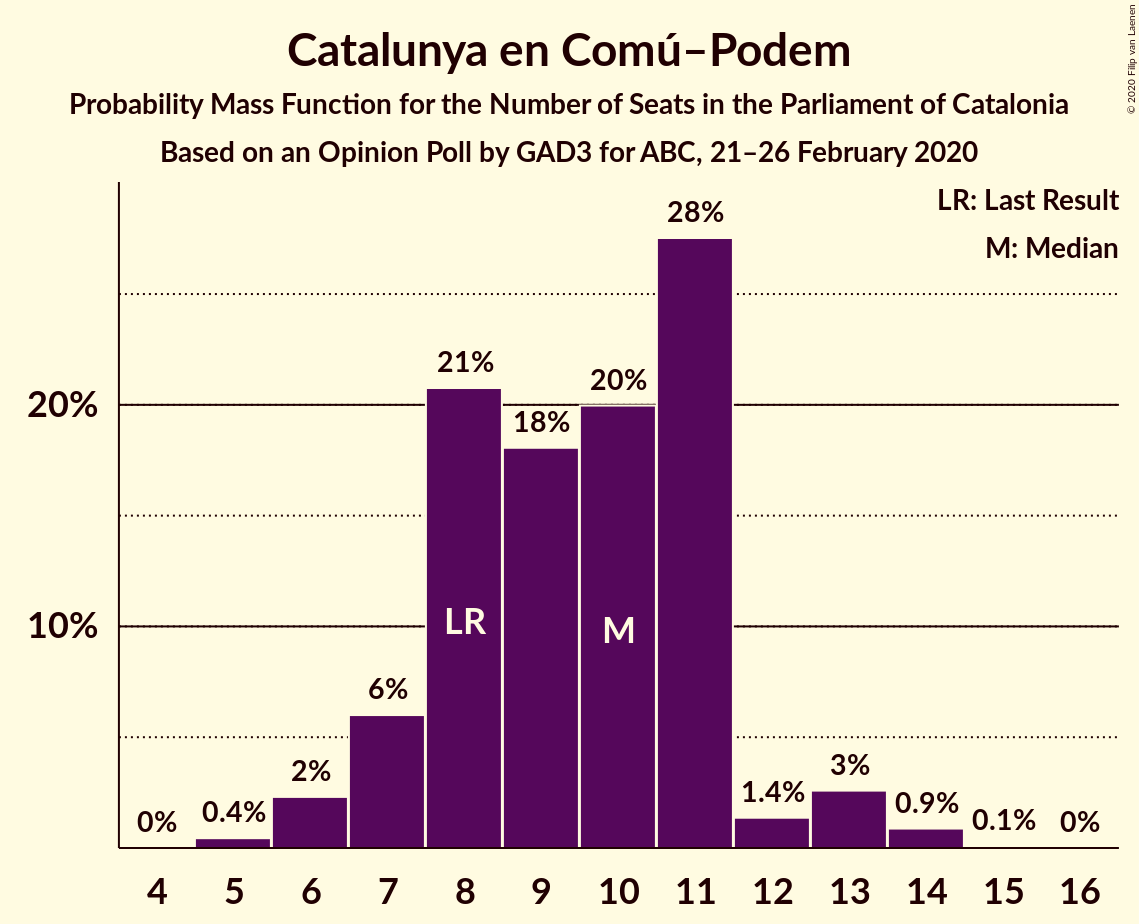 Catalunya en Comú–Podem
Probability Mass Function for the Number of Seats in the Parliament of Catalonia
Based on an Opinion Poll by GAD3 for ABC, 21–26 February 2020
© 2020 Filip van Laenen
LR: Last Result
M: Median
28%
21%
20%
20%
18%
10%
LR
M
6%
2%
3%
0%
0.4%
1.4%
0.9%
0.1%
0%
4 5 6 7 8 9 10 11 12 13 14 15 16